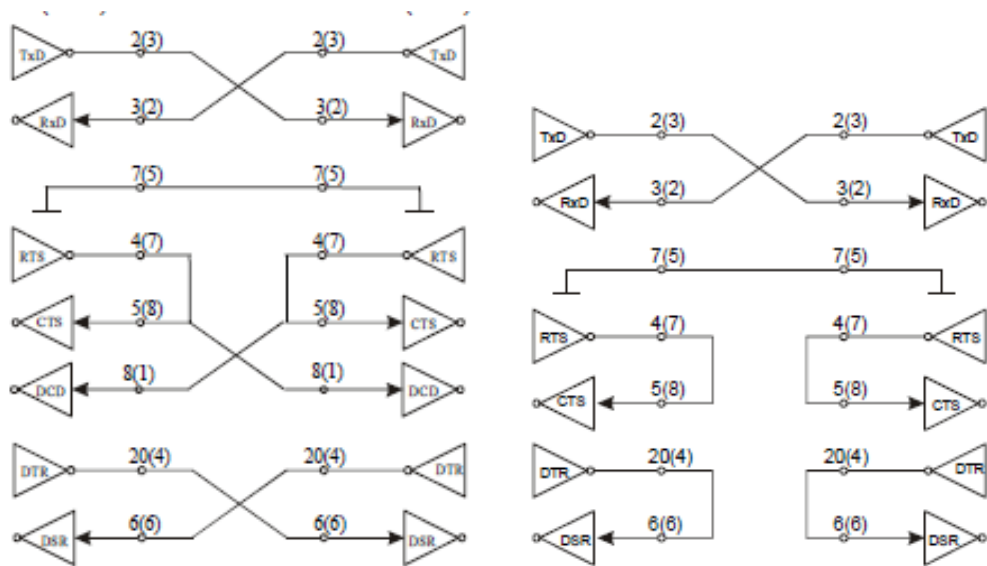 2(3) 2(3)
TxD TxD
3(2) 3(2)
RxD RxD
7(5) 7(5)
4(7) 4(7)
RTS RTS
5(8) 5(8)
CTS CTS
8(1) 8(1)
DCD DCD
20(4) 20(4)
DTR DTR
6(6) 6(6)
DSR DSR
2(3) 2(3)
TxD TxD
3(2) 3(2)
RxD RxD
7(5) 7(5)
4(7) 4(7)
RTS RTS
5(8) 5(8)
CTS CTS
20(4) 20(4)
DTR DTR
6(6) 6(6)
DSR DSR